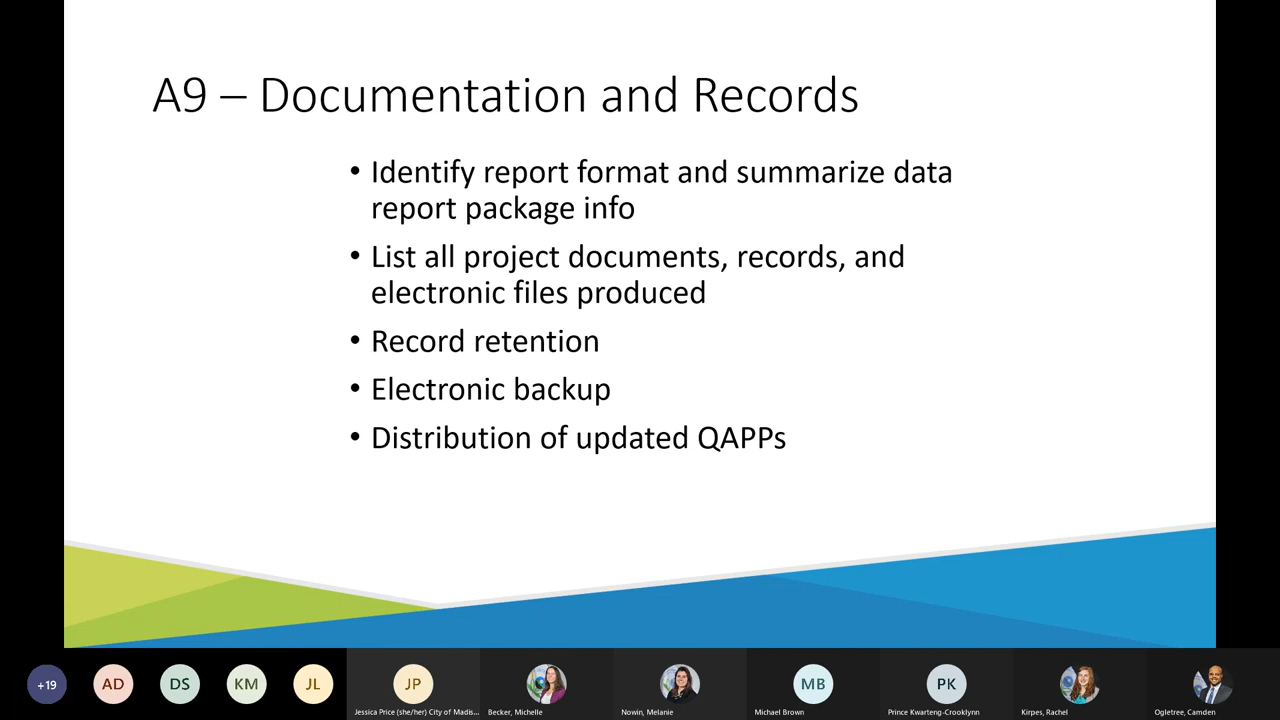 A9 – Documentation and Records
• Identify report format and summarize data
report package info
• List all project documents, records, and
electronic files produced
• Record retention
• Electronic backup
• Distribution of updated QAPPs
+19
AD
DS
KM
JL
JP
MB
PK
Jessica Price (she/her) City of Madis...
Becker, Michelle
Nowin, Melanie
Michael Brown
Prince Kwarteng-Crooklynn
Kirpes, Rachel
Ogletree, Camden